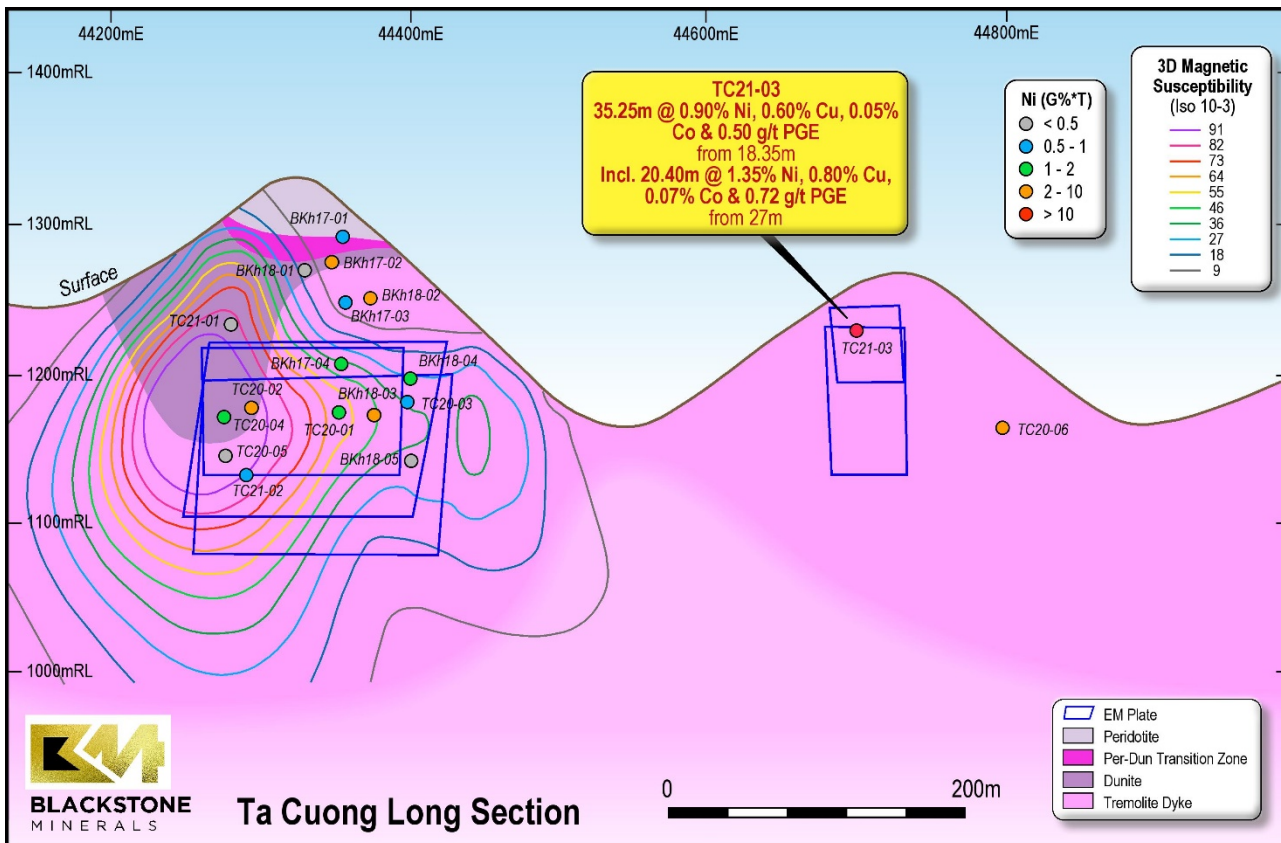 44200mE
44400mE
44600mE
44800mE
1400mRL
1300mRL
1200mRL
1100mRL
1000mRL
Surface
TC21-03
35.25m @ 0.90% Ni, 0.60% Cu, 0.05%
Co & 0.50 g/t PGE
from 18.35m
Incl. 20.40m @ 1.35% Ni, 0.80% Cu,
0.07% Co & 0.72 g/t PGE
from 27m
Ni (G%*T)
< 0.5
0.5 - 1
1 - 2
2 - 10
> 10
3D Magnetic
Susceptibility
(Iso 10-3)
91
82
73
64
55
46
36
27
18
9
BKh17-01
BKh18-01
BKh17-02
BKh18-02
BKh17-03
TC21-01
BKh17-04
BKh18-04
TC20-02
BKh18-03
TC20-03
TC20-04
TC20-01
TC20-05
BKh18-05
TC21-02
TC21-03
TC20-06
EM Plate
Peridotite
Per-Dun Transition Zone
Dunite
Tremolite Dyke
BLACKSTONE
MINERALS
Ta Cuong Long Section
0
200m